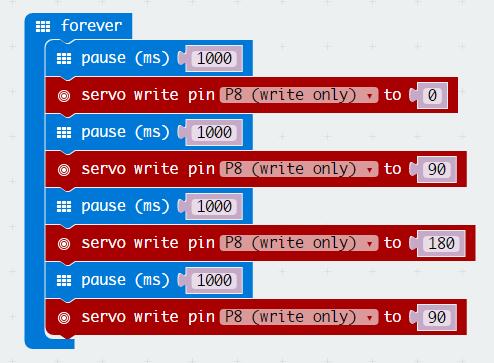 forever
pause (ms) 1000
servo write pin P8 (write only) to 0
pause (ms) 1000
servo write pin P8 (write only) to 90
pause (ms) 1000
servo write pin P8 (write only) to 180
pause (ms) 1000
servo write pin P8 (write only) to 90